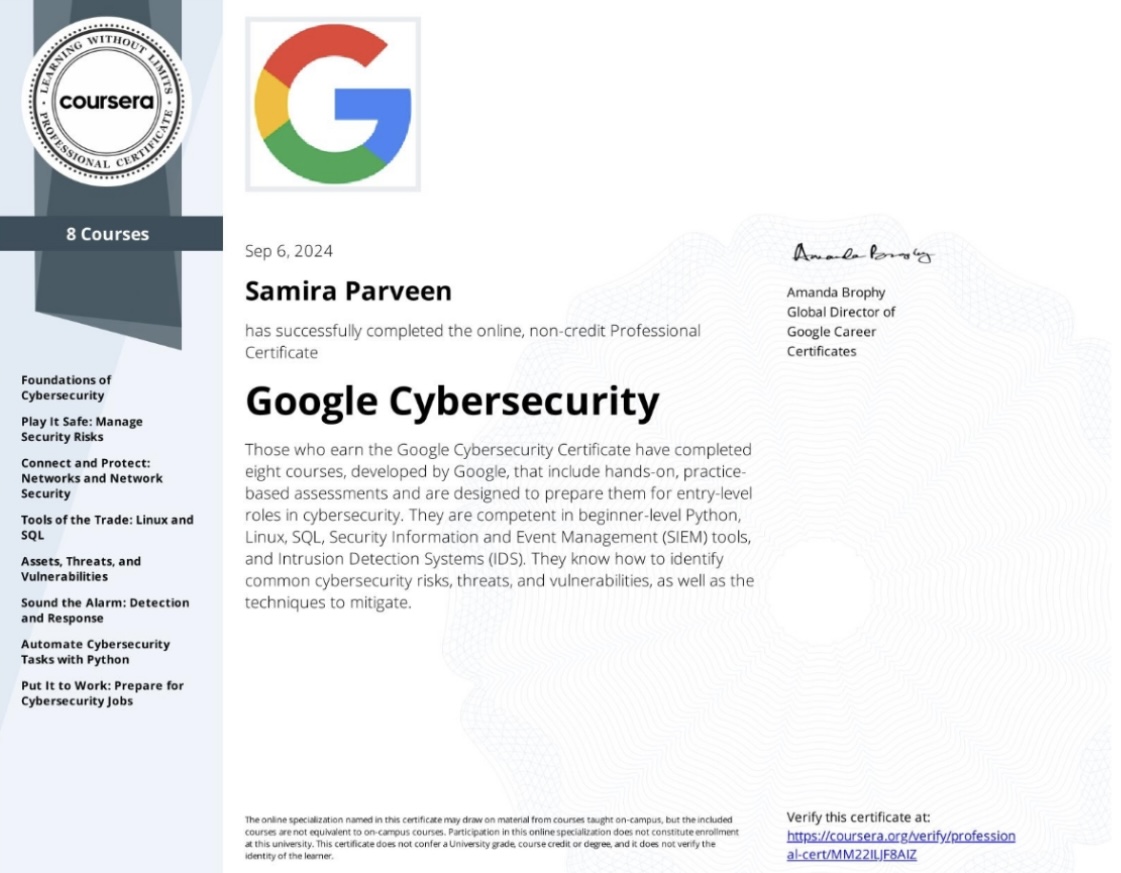 LEARNING WITHOUT LIMITS
coursera
PROFESSIONAL CERTIFICATE
8 Courses
Foundations of
Cybersecurity
Play It Safe: Manage
Security Risks
Connect and Protect:
Networks and Network
Security
Tools of the Trade: Linux and
SQL
Assets, Threats, and
Vulnerabilities
Sound the Alarm: Detection
and Response
Automate Cybersecurity
Tasks with Python
Put It to Work: Prepare for
Cybersecurity Jobs
G
Sep 6, 2024
Samira Parveen
has successfully completed the online, non-credit Professional
Certificate
Google Cybersecurity
Those who earn the Google Cybersecurity Certificate have completed
eight courses, developed by Google, that include hands-on, practice-
based assessments and are designed to prepare them for entry-level
roles in cybersecurity. They are competent in beginner-level Python,
Linux, SQL, Security Information and Event Management (SIEM) tools,
and Intrusion Detection Systems (IDS). They know how to identify
common cybersecurity risks, threats, and vulnerabilities, as well as the
techniques to mitigate.
Amanda Brophy
Amanda Brophy
Global Director of
Google Career
Certificates
The online specialization named in this certificate may draw on material from courses taught on-campus, but the included
courses are not equivalent to on-campus courses. Participation in this online specialization does not constitute enrollment
at this university. This certificate does not confer a University grade, course credit or degree, and it does not verify the
identity of the learner.
Verify this certificate at:
https://coursera.org/verify/profession
al-cert/MM22ILJF8AIZ